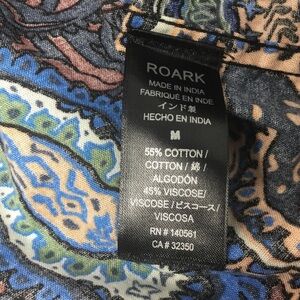 ROARK
MADE IN INDIA
FABRIQUÉ EN INDE
インド製
HECHO EN INDIA
M
55% COTTON /
COTTON / 綿 /
ALGODÓN
45% VISCOSE/
VISCOSE / ビスコース /
VISCOSA
RN # 140561
CA # 32350